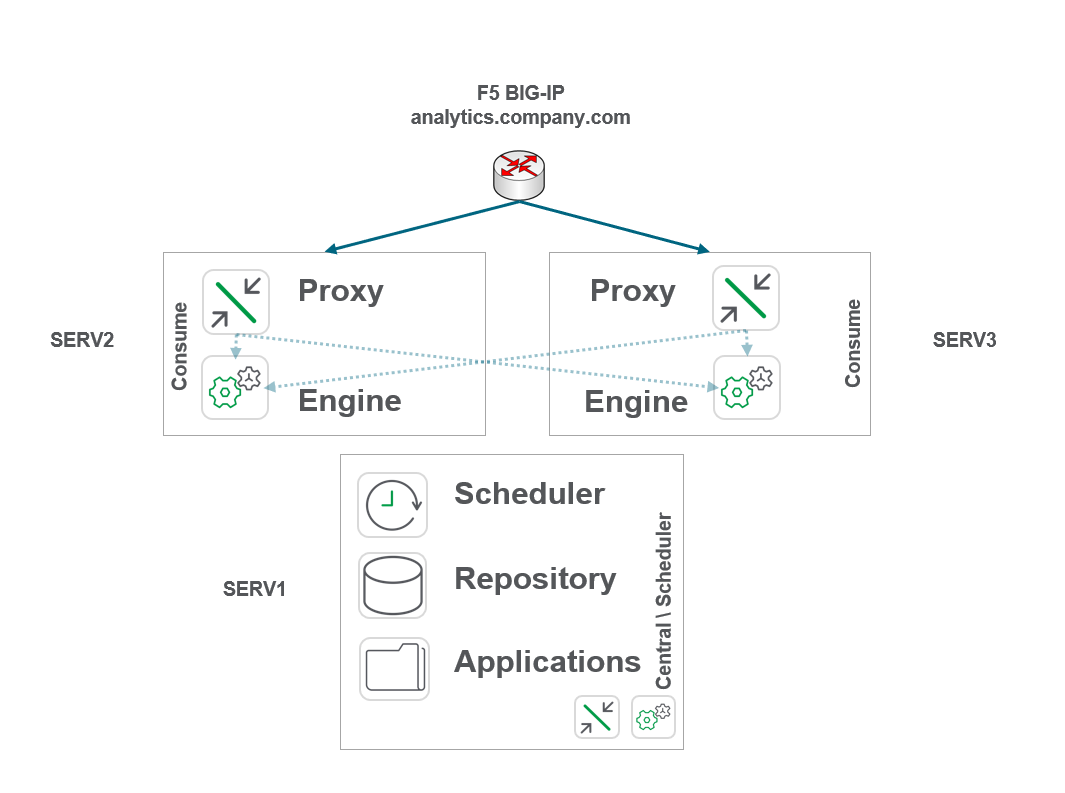 F5 BIG-IP
analytics.company.com
SERV2
Consume
Proxy
Engine
Proxy
Engine
Consume
SERV3
SERV1
Scheduler
Repository
Applications
Central \ Scheduler